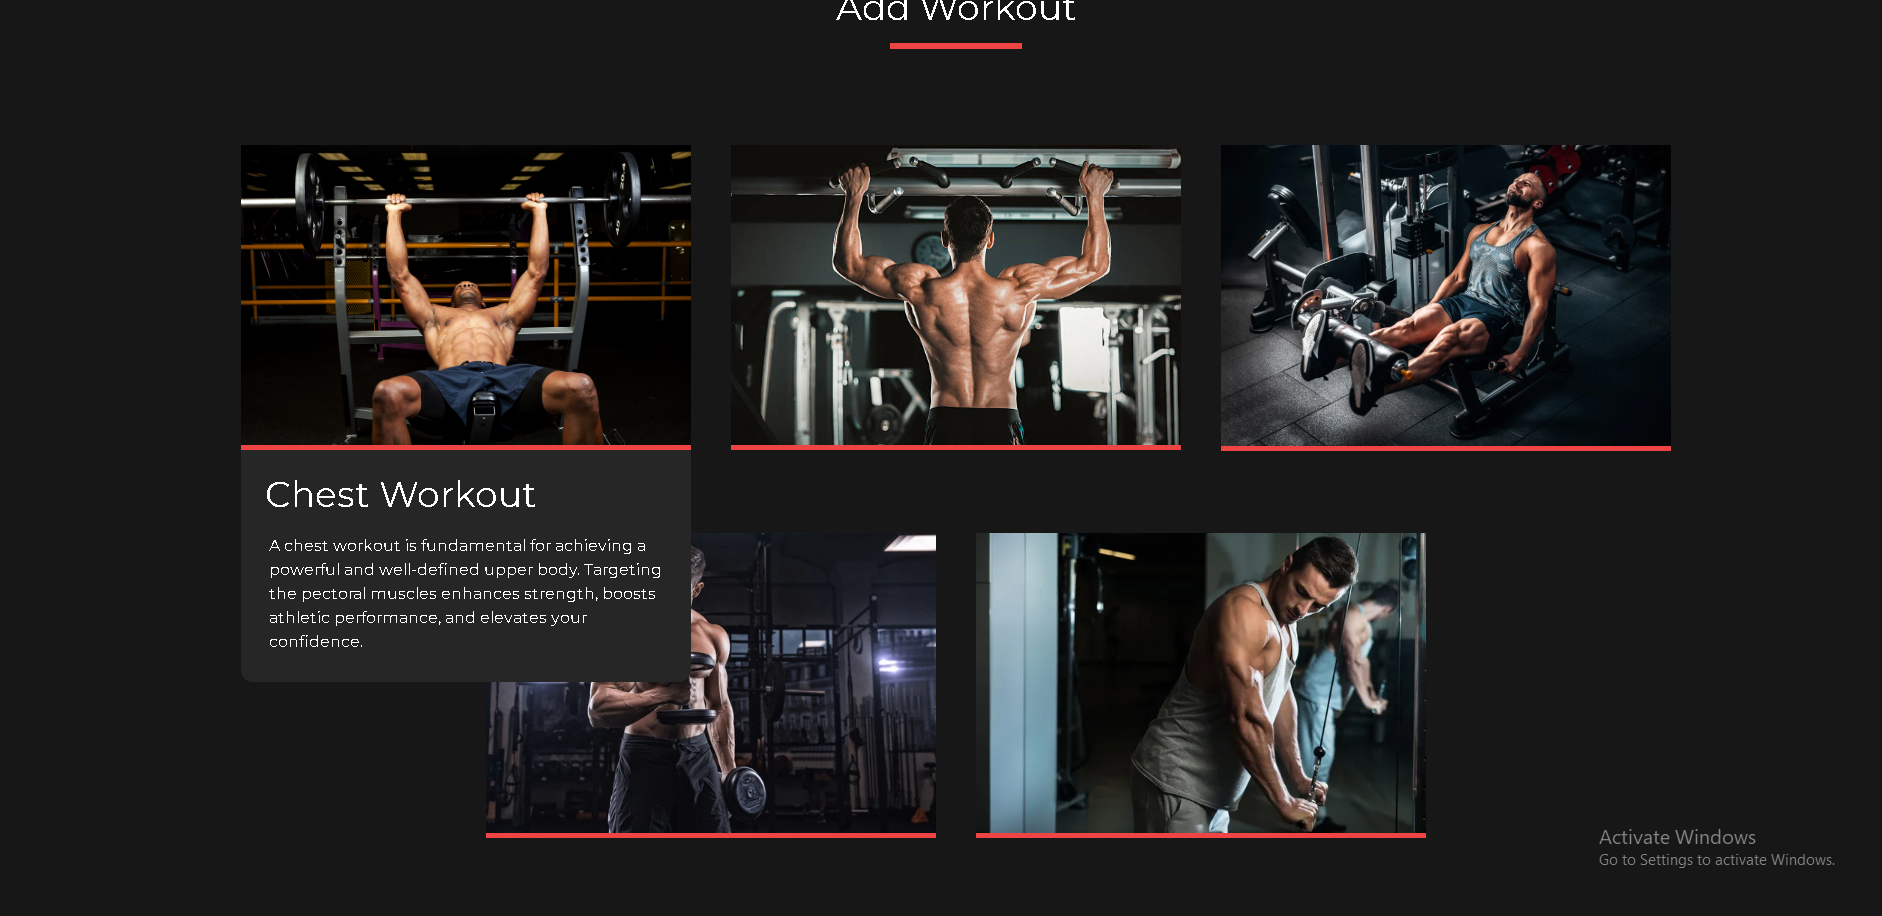 Add Workout
Chest Workout
A chest workout is fundamental for achieving a
powerful and well-defined upper body. Targeting
the pectoral muscles enhances strength, boosts
athletic performance, and elevates your
confidence.
Activate Windows
Go to Settings to activate Windows.